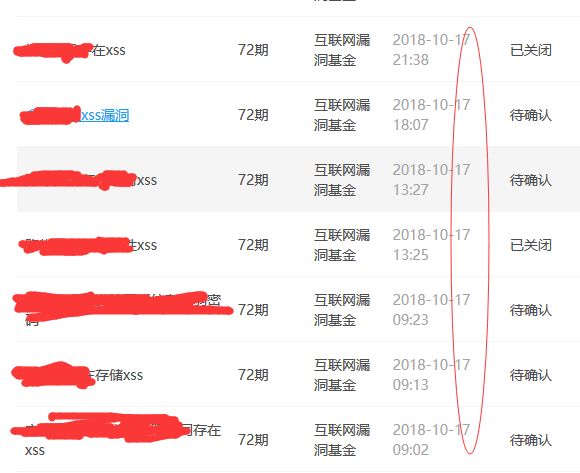 存在xss
72期
互联网漏
洞基金
2018-10-17
21:38
已关闭
xss漏洞
72期
互联网漏
洞基金
2018-10-17
18:07
待确认
xss
72期
互联网漏
洞基金
2018-10-17
13:27
待确认
性xss
72期
互联网漏
洞基金
2018-10-17
13:25
已关闭
密
码
72期
互联网漏
洞基金
2018-10-17
09:23
待确认
存储xss
72期
互联网漏
洞基金
2018-10-17
09:13
待确认
存在
xss
72期
互联网漏
洞基金
2018-10-17
09:02
待确认